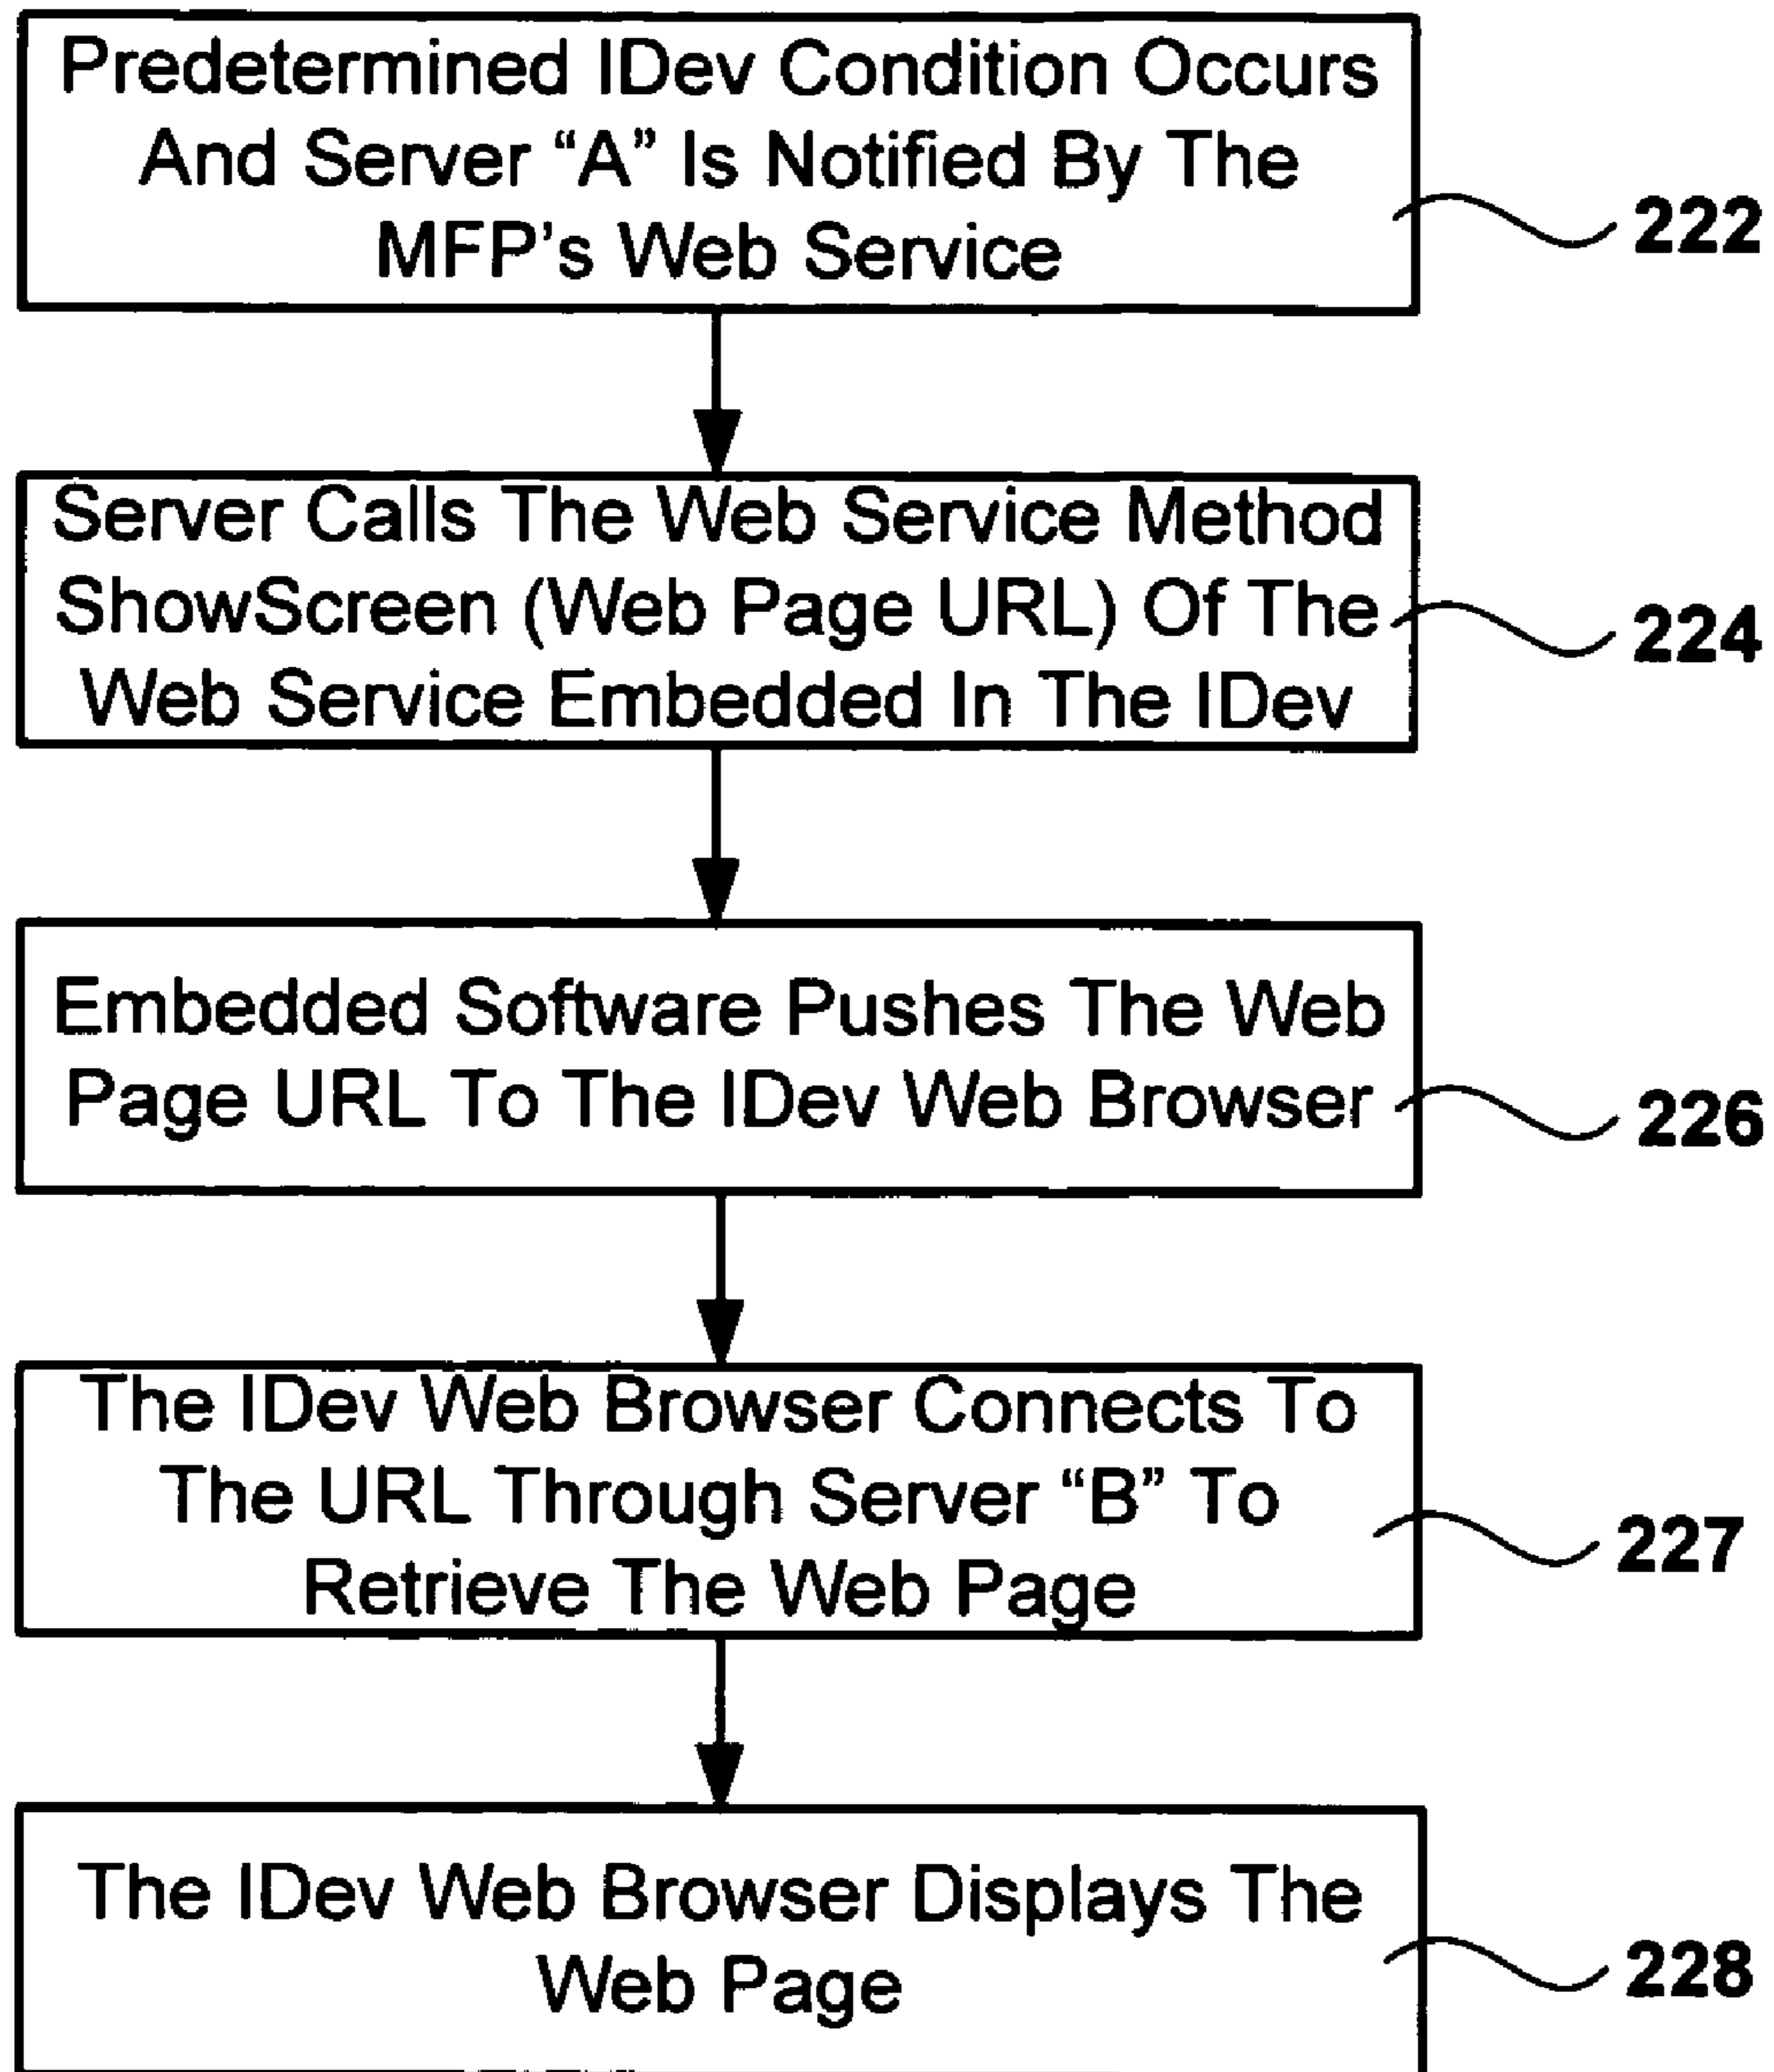 Predetermined IDev Condition Occurs
And Server “A” Is Notified By The
MFP's Web Service
222
Server Calls The Web Service Method
ShowScreen (Web Page URL) Of The
Web Service Embedded In The IDev
224
Embedded Software Pushes The Web
Page URL To The IDev Web Browser
226
The IDev Web Browser Connects To
The URL Through Server “B” To
Retrieve The Web Page
227
The IDev Web Browser Displays The
Web Page
228